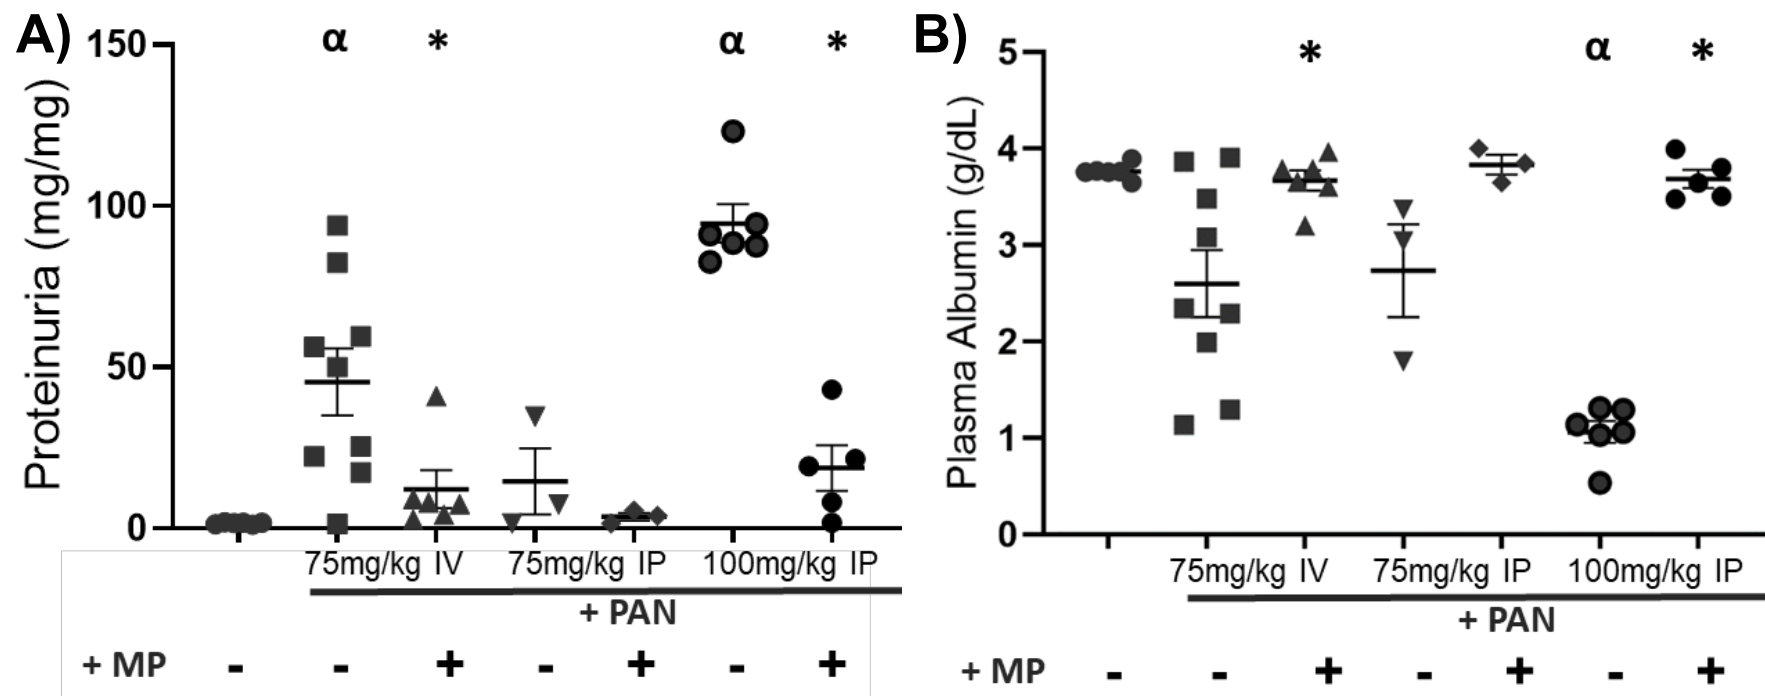 A)
150
α
*
α
*
100
50
0
Proteinuria (mg/mg)
75mg/kg IV
75mg/kg IP
100mg/kg IP
+ PAN
+ MP - - + - + - +
B)
5
*
α
*
4
3
2
1
0
Plasma Albumin (g/dL)
75mg/kg IV
75mg/kg IP
100mg/kg IP
+ PAN
+ MP - - + - + - +